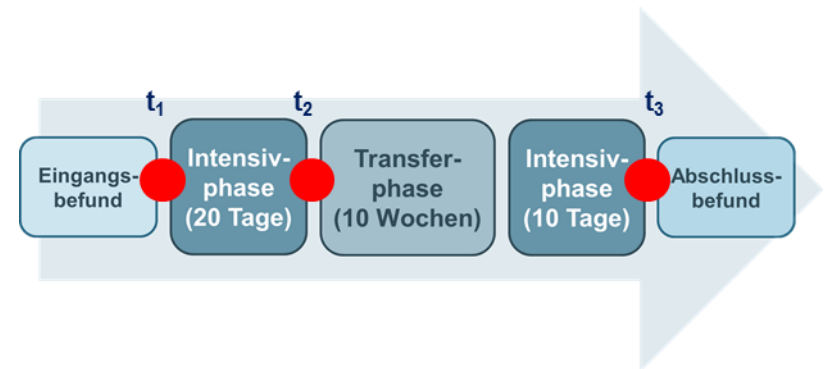 t1
t2
t3
Eingangs-
befund
Intensiv-
phase
(20 Tage)
Transfer-
phase
(10 Wochen)
Intensiv-
phase
(10 Tage)
Abschluss-
befund